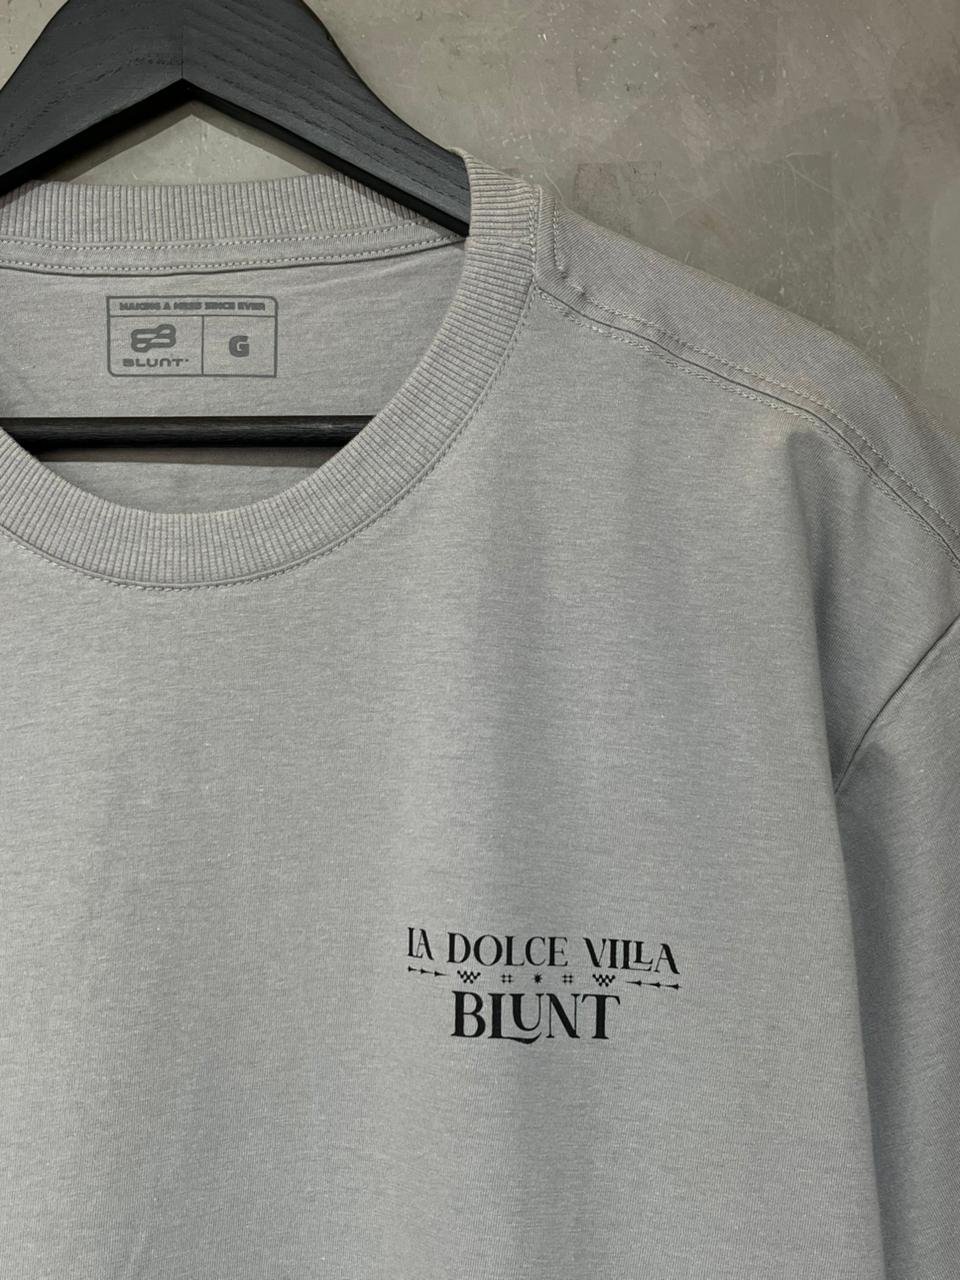 MAKING A MESS SINCE EVER
BLUNT
G
LA DOLCE VILLA
BLUNT